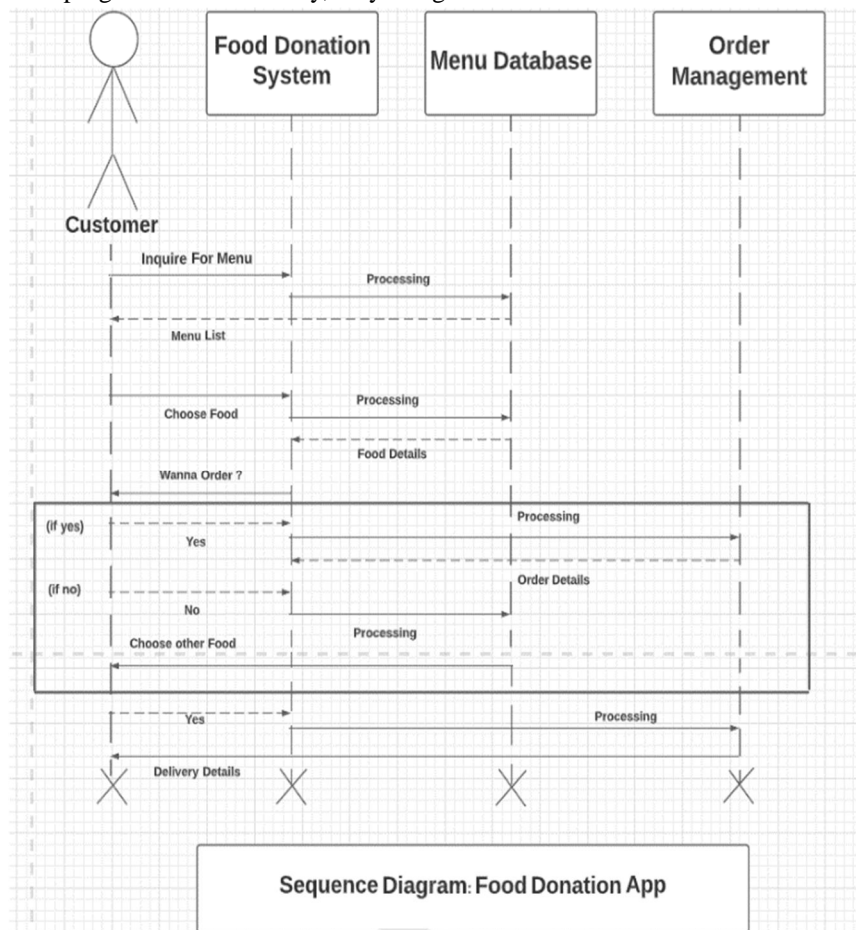 Food Donation
System
Menu Database
Order
Management
Customer
Inquire For Menu
Processing
Menu List
Processing
Choose Food
Food Details
Wanna Order ?
(if yes)
Processing
Yes
Order Details
(if no)
No
Processing
Choose other Food
Yes
Processing
Delivery Details
Sequence Diagram: Food Donation App